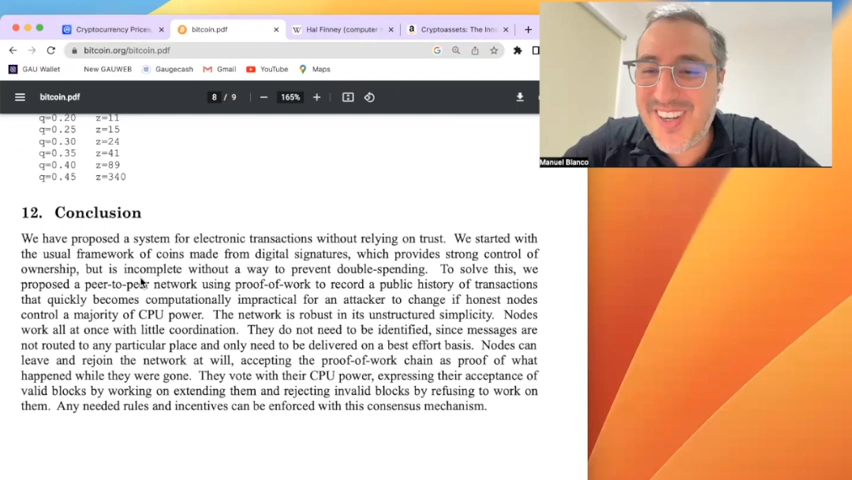 Cryptocurrency Prices,
bitcoin.pdf
Hal Finney (computer
Cryptoassets: The Inn
bitcoin.org/bitcoin.pdf
GAU Wallet New GAUWEB Gaugecash Gmail YouTube Maps
bitcoin.pdf 8 / 9 165%
q=0.20 z=11
q=0.25 z=15
q=0.30 z=24
q=0.35 z=41
q=0.40 z=89
q=0.45 z=340
12. Conclusion
We have proposed a system for electronic transactions without relying on trust. We started with
the usual framework of coins made from digital signatures, which provides strong control of
ownership, but is incomplete without a way to prevent double-spending. To solve this, we
proposed a peer-to-peer network using proof-of-work to record a public history of transactions
that quickly becomes computationally impractical for an attacker to change if honest nodes
control a majority of CPU power. The network is robust in its unstructured simplicity. Nodes
work all at once with little coordination. They do not need to be identified, since messages are
not routed to any particular place and only need to be delivered on a best effort basis. Nodes can
leave and rejoin the network at will, accepting the proof-of-work chain as proof of what
happened while they were gone. They vote with their CPU power, expressing their acceptance of
valid blocks by working on extending them and rejecting invalid blocks by refusing to work on
them. Any needed rules and incentives can be enforced with this consensus mechanism.
Manuel Blanco